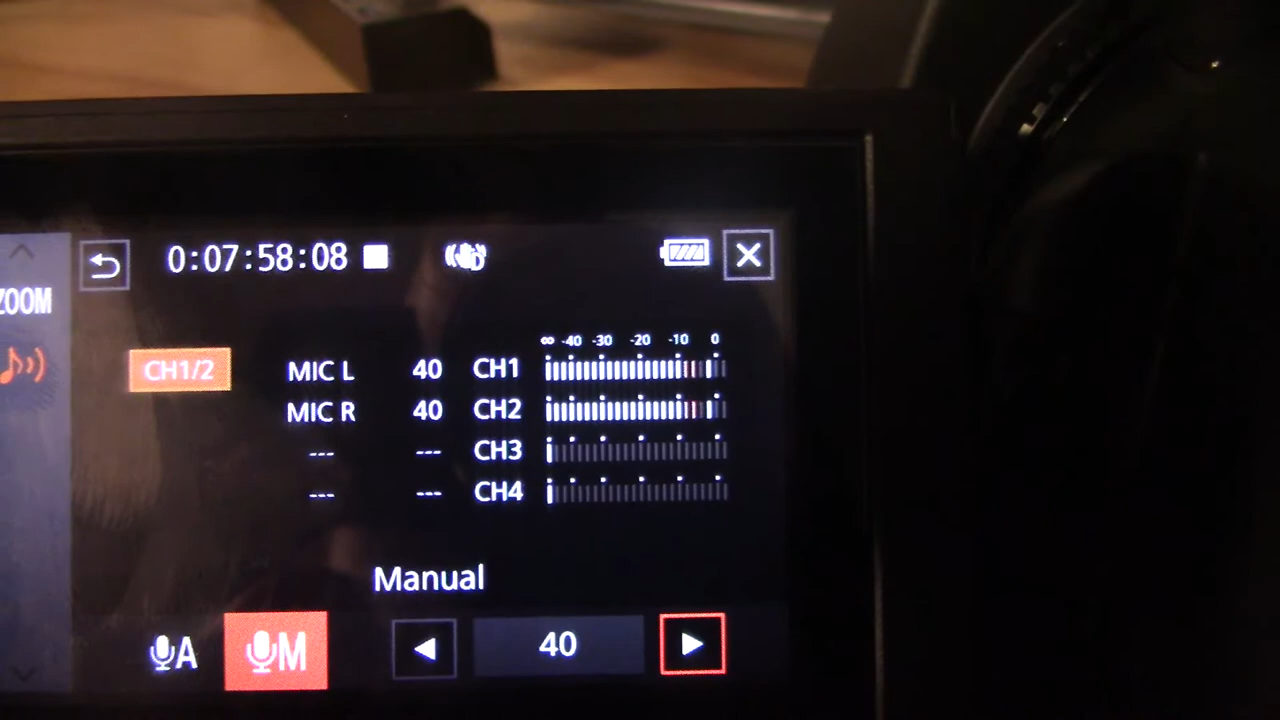 0:07:58:08
ZOOM
∞ -40 -30 -20 -10 0
CH1/2 MIC L 40 CH1
MIC R 40 CH2
--- --- CH3
--- --- CH4
Manual
A M 40